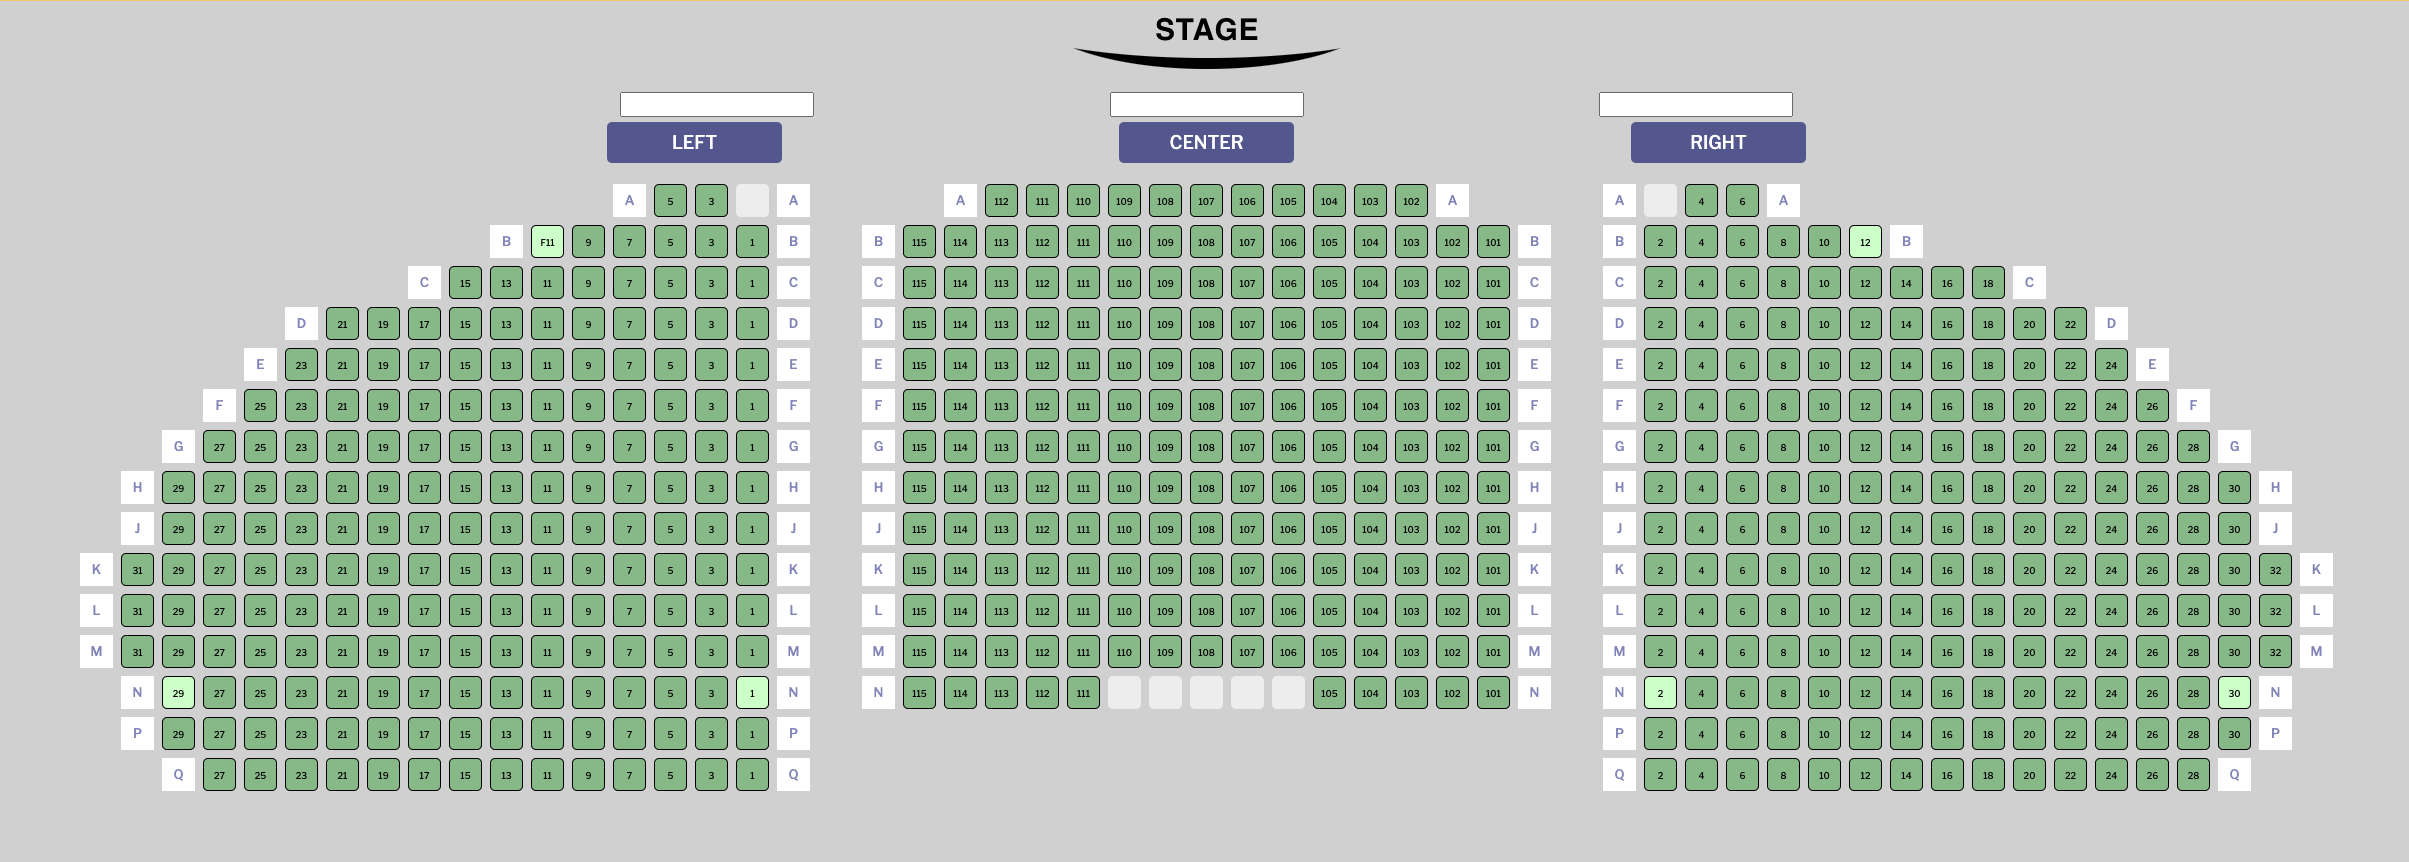 STAGE
LEFT CENTER RIGHT
A 5 3 A A 112 111 110 109 108 107 106 105 104 103 102 A A 4 6 A
B F11 9 7 5 3 1 B B 115 114 113 112 111 110 109 108 107 106 105 104 103 102 101 B B 2 4 6 8 10 12 B
C 15 13 11 9 7 5 3 1 C C 115 114 113 112 111 110 109 108 107 106 105 104 103 102 101 C C 2 4 6 8 10 12 14 16 18 C
D 21 19 17 15 13 11 9 7 5 3 1 D D 115 114 113 112 111 110 109 108 107 106 105 104 103 102 101 D D 2 4 6 8 10 12 14 16 18 20 22 D
E 23 21 19 17 15 13 11 9 7 5 3 1 E E 115 114 113 112 111 110 109 108 107 106 105 104 103 102 101 E E 2 4 6 8 10 12 14 16 18 20 22 24 E
F 25 23 21 19 17 15 13 11 9 7 5 3 1 F F 115 114 113 112 111 110 109 108 107 106 105 104 103 102 101 F F 2 4 6 8 10 12 14 16 18 20 22 24 26 F
G 27 25 23 21 19 17 15 13 11 9 7 5 3 1 G G 115 114 113 112 111 110 109 108 107 106 105 104 103 102 101 G G 2 4 6 8 10 12 14 16 18 20 22 24 26 28 G
H 29 27 25 23 21 19 17 15 13 11 9 7 5 3 1 H H 115 114 113 112 111 110 109 108 107 106 105 104 103 102 101 H H 2 4 6 8 10 12 14 16 18 20 22 24 26 28 30 H
J 29 27 25 23 21 19 17 15 13 11 9 7 5 3 1 J J 115 114 113 112 111 110 109 108 107 106 105 104 103 102 101 J J 2 4 6 8 10 12 14 16 18 20 22 24 26 28 30 J
K 31 29 27 25 23 21 19 17 15 13 11 9 7 5 3 1 K K 115 114 113 112 111 110 109 108 107 106 105 104 103 102 101 K K 2 4 6 8 10 12 14 16 18 20 22 24 26 28 30 32 K
L 31 29 27 25 23 21 19 17 15 13 11 9 7 5 3 1 L L 115 114 113 112 111 110 109 108 107 106 105 104 103 102 101 L L 2 4 6 8 10 12 14 16 18 20 22 24 26 28 30 32 L
M 31 29 27 25 23 21 19 17 15 13 11 9 7 5 3 1 M M 115 114 113 112 111 110 109 108 107 106 105 104 103 102 101 M M 2 4 6 8 10 12 14 16 18 20 22 24 26 28 30 32 M
N 29 27 25 23 21 19 17 15 13 11 9 7 5 3 1 N N 115 114 113 112 111 105 104 103 102 101 N N 2 4 6 8 10 12 14 16 18 20 22 24 26 28 30 N
P 29 27 25 23 21 19 17 15 13 11 9 7 5 3 1 P P 2 4 6 8 10 12 14 16 18 20 22 24 26 28 30 P
Q 27 25 23 21 19 17 15 13 11 9 7 5 3 1 Q Q 2 4 6 8 10 12 14 16 18 20 22 24 26 28 Q